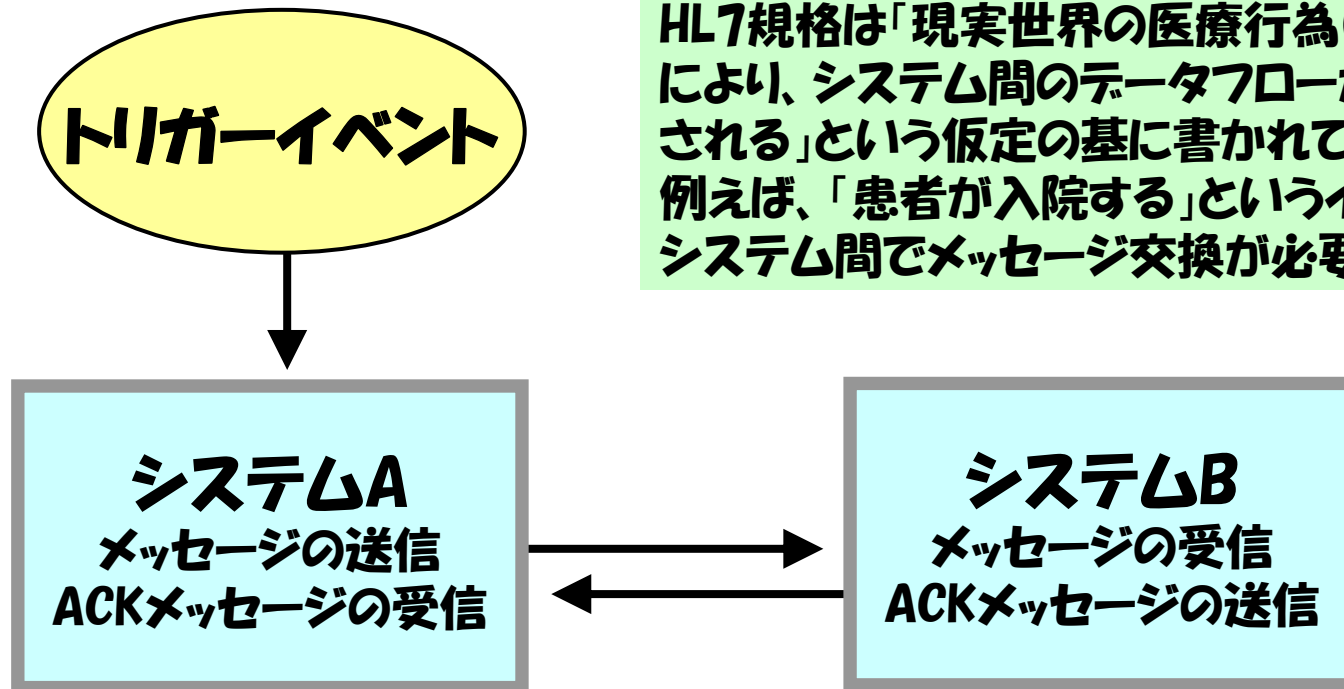 トリガーイベント
HL7規格は「現実世界の医療行為
により、システム間のデータフロー
される」という仮定の基に書かれて
例えば、「患者が入院する」という
システム間でメッセージ交換が必要
システムA
メッセージの送信
ACKメッセージの受信
システムB
メッセージの受信
ACKメッセージの送信